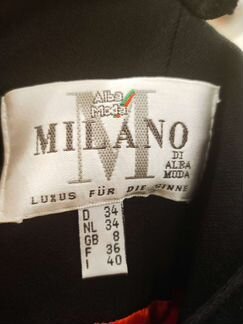 Alba
Moda
M
MILANO
DI
ALBA
MODA
LUXUS FÜR DIE SINNE
D 34
NL 34
GB 8
F 36
I 40